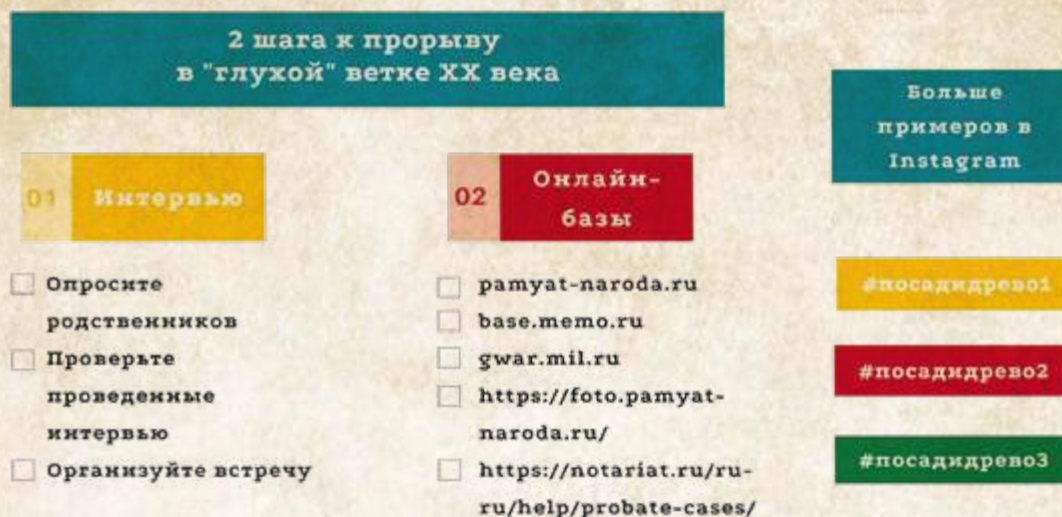 2 шага к прорыву
в "глухой" ветке XX века
01 Интервью
Опросите
родственников
Проверьте
проведенные
интервью
Организуйте встречу
02
Онлайн-
базы
pamyat-naroda.ru
base.memo.ru
gwar.mil.ru
https://foto.pamyat-
naroda.ru/
https://notariat.ru/ru-
ru/help/probate-cases/
Больше
примеров в
Instagram
#посадидрево1
#посадидрево2
#посадидрево3